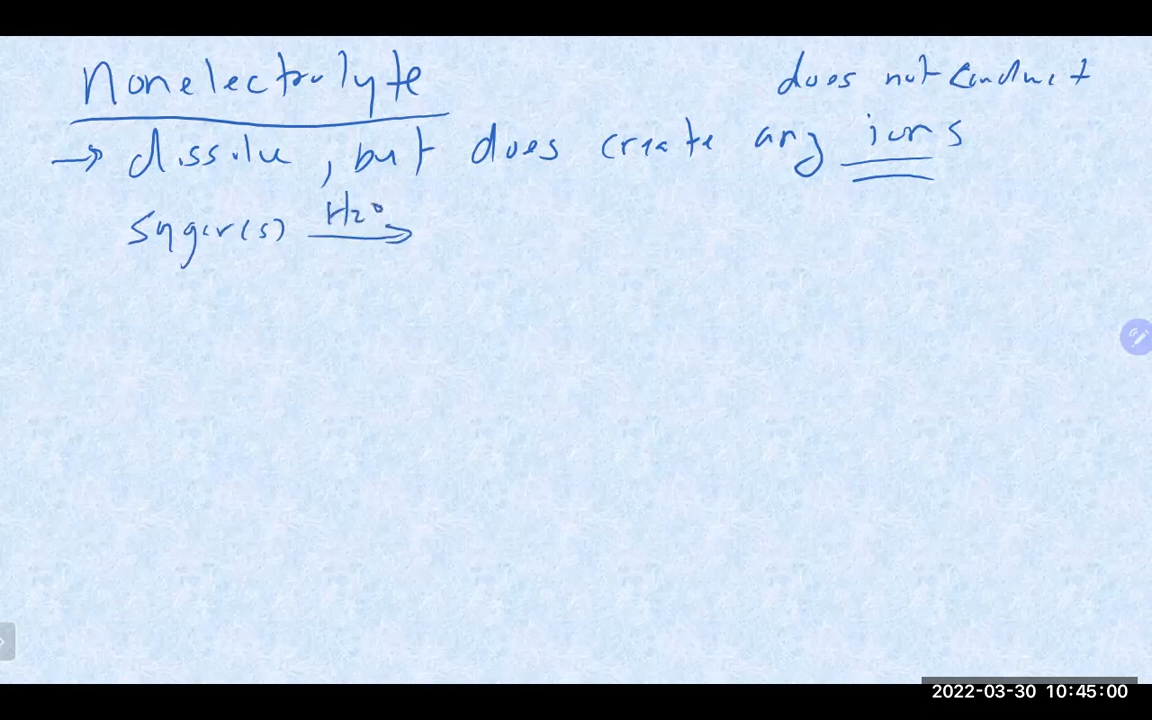 Nonelectrolyte does not conduct
→ dissolve, but does create any ions
Sugar(s) H2O →
2022-03-30 10:45:00